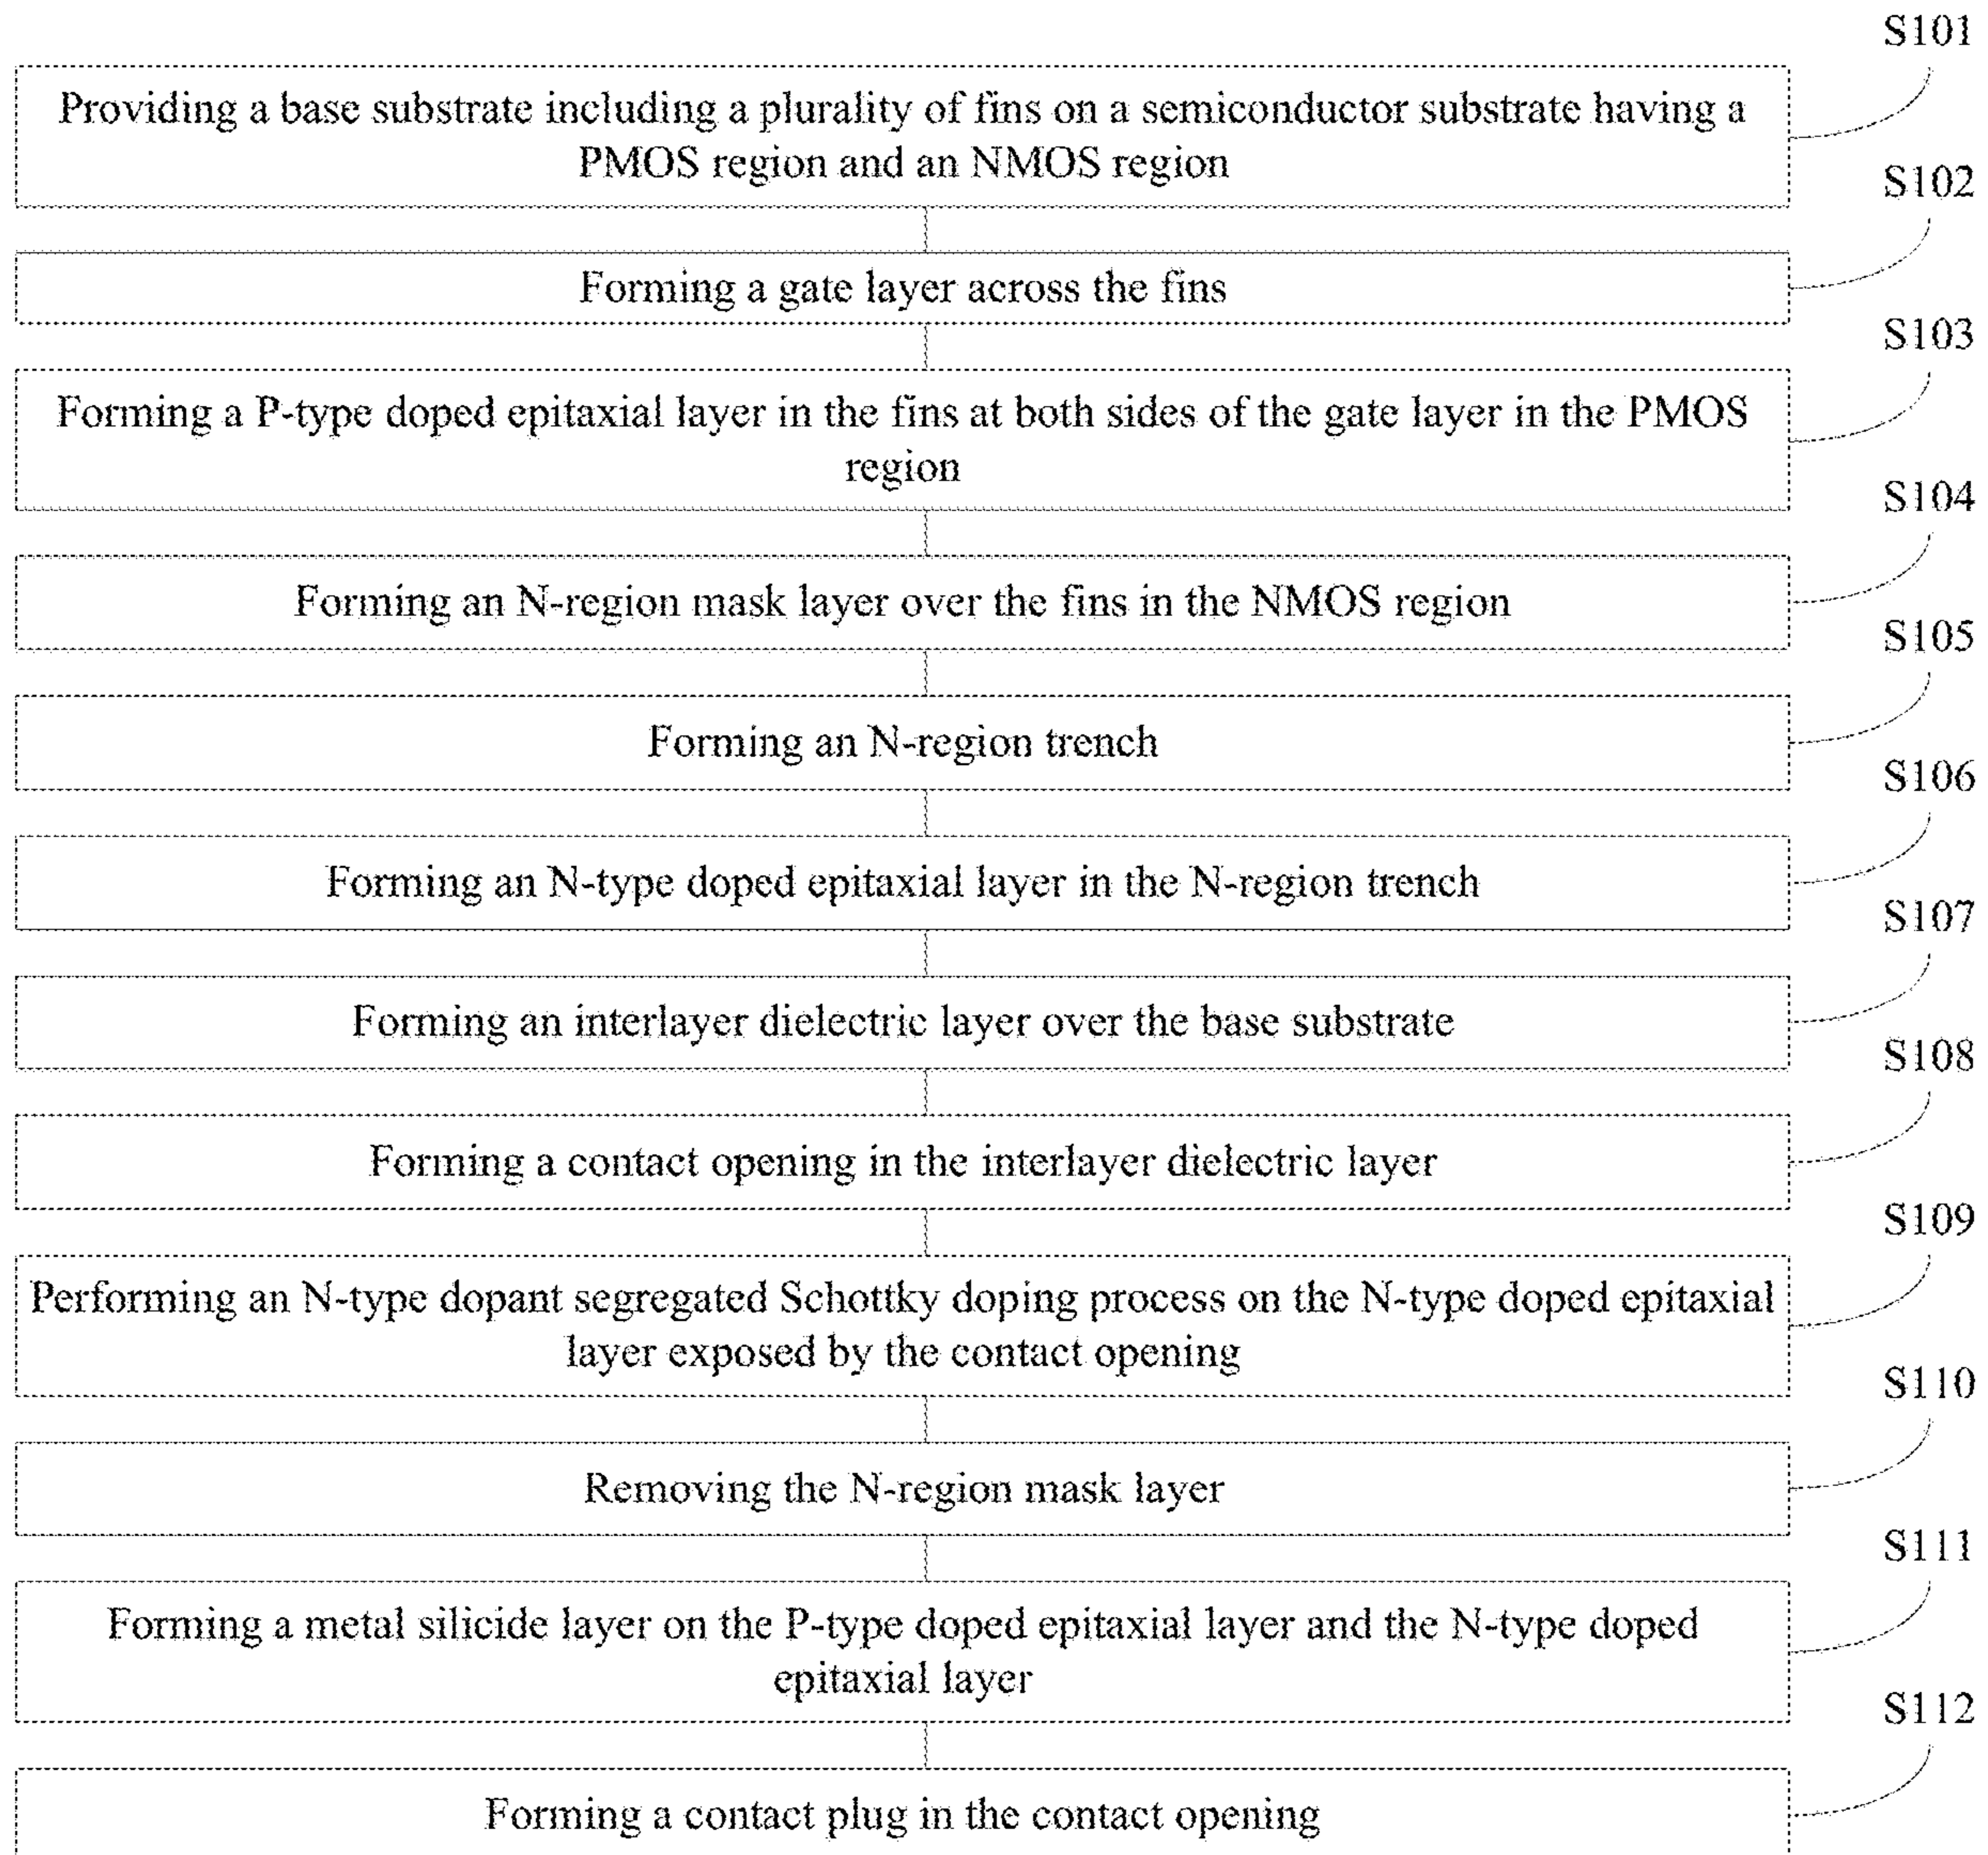 S101
Providing a base substrate including a plurality of fins on a semiconductor substrate having a
PMOS region and an NMOS region
S102
Forming a gate layer across the fins
S103
Forming a P-type doped epitaxial layer in the fins at both sides of the gate layer in the PMOS
region
S104
Forming an N-region mask layer over the fins in the NMOS region
S105
Forming an N-region trench
S106
Forming an N-type doped epitaxial layer in the N-region trench
S107
Forming an interlayer dielectric layer over the base substrate
S108
Forming a contact opening in the interlayer dielectric layer
S109
Performing an N-type dopant segregated Schottky doping process on the N-type doped epitaxial
layer exposed by the contact opening
S110
Removing the N-region mask layer
S111
Forming a metal silicide layer on the P-type doped epitaxial layer and the N-type doped
epitaxial layer
S112
Forming a contact plug in the contact opening